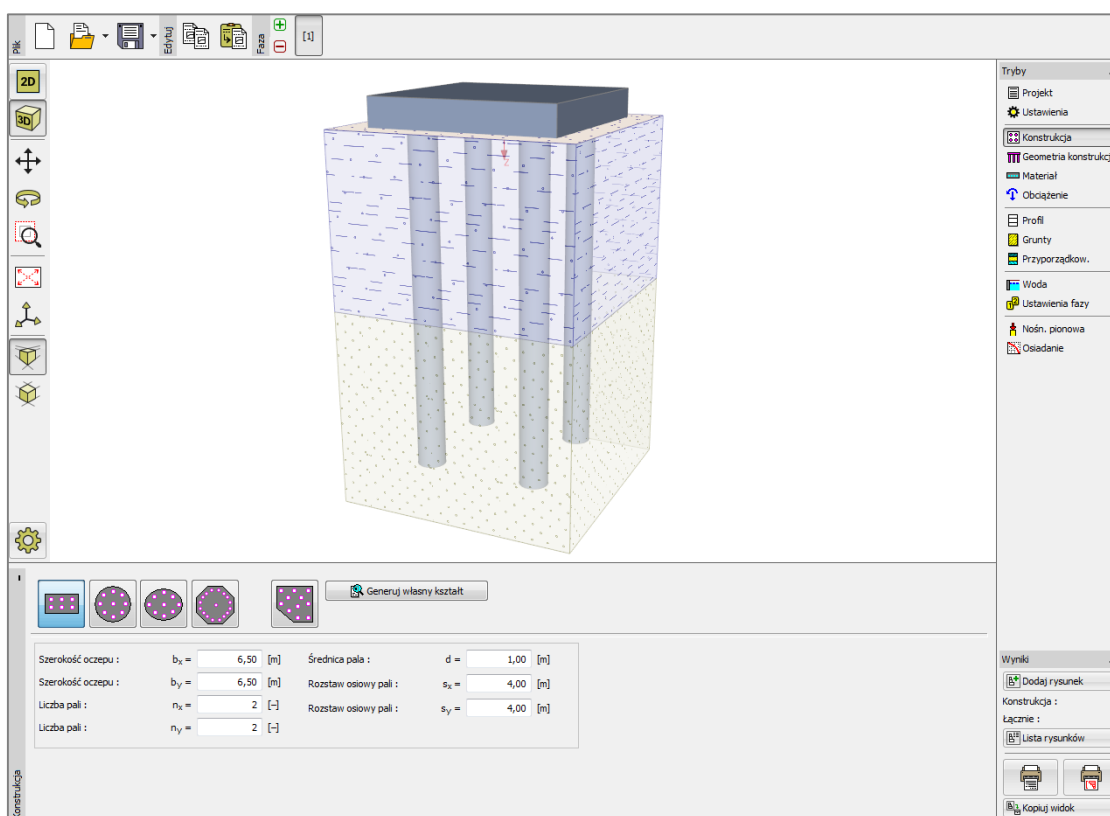 Plik
Edytuj
Faza
[1]
2D
3D
Z
Tryby
Projekt
Ustawienia
Konstrukcja
Geometria konstrukcj
Materiał
Obciążenie
Profil
Grunty
Przyporządkow.
Woda
Ustawienia fazy
Nośn. pionowa
Osiadanie
Generuj własny kształt
Szerokość oczepu : bx = 6,50 [m] Średnica pala : d = 1,00 [m]
Szerokość oczepu : by = 6,50 [m] Rozstaw osiowy pali : sx = 4,00 [m]
Liczba pali : nx = 2 [–] Rozstaw osiowy pali : sy = 4,00 [m]
Liczba pali : ny = 2 [–]
Konstrukcja
Wyniki
Dodaj rysunek
Konstrukcja :
Łącznie :
Lista rysunków
Kopiuj widok